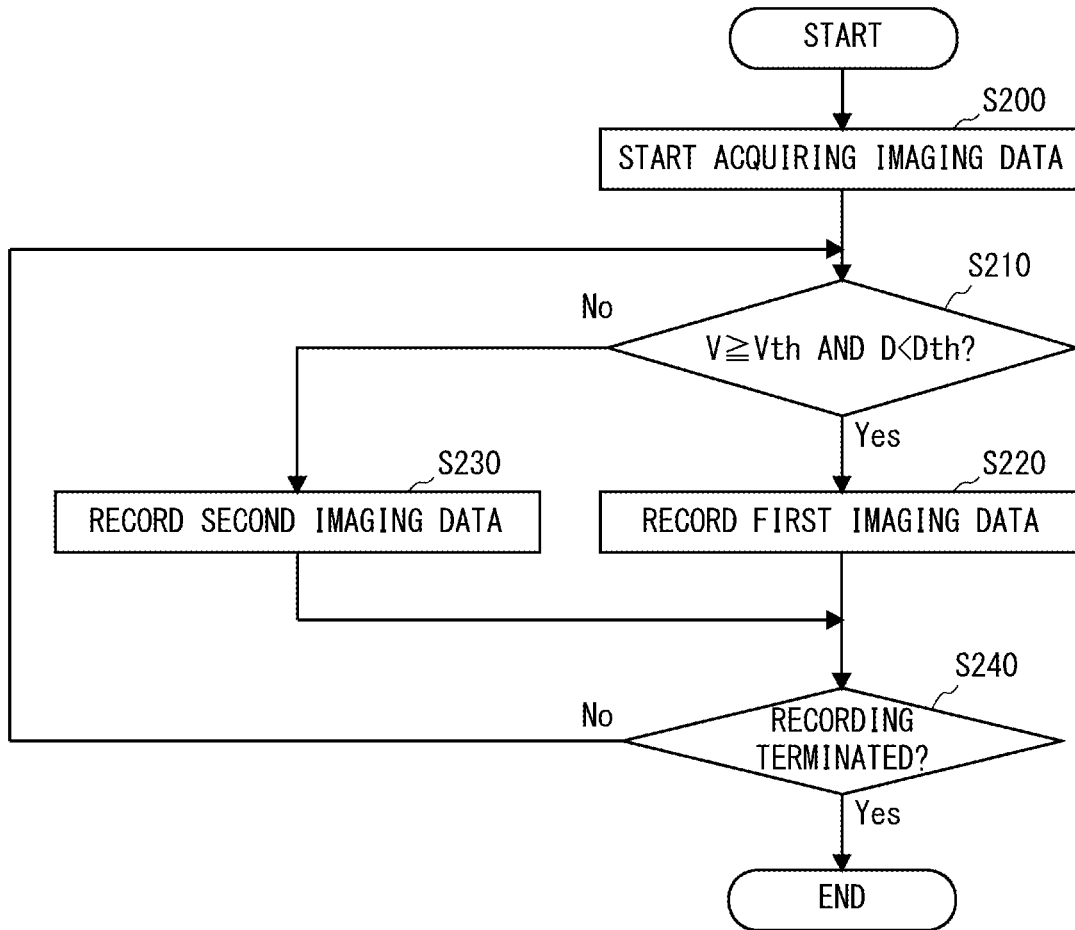 START
S200
START ACQUIRING IMAGING DATA
S210
No
V≧Vth AND D<Dth?
Yes
S230
S220
RECORD SECOND IMAGING DATA
RECORD FIRST IMAGING DATA
S240
No
RECORDING
TERMINATED?
Yes
END